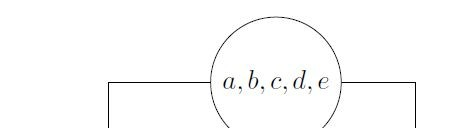 a, b, c, d, e